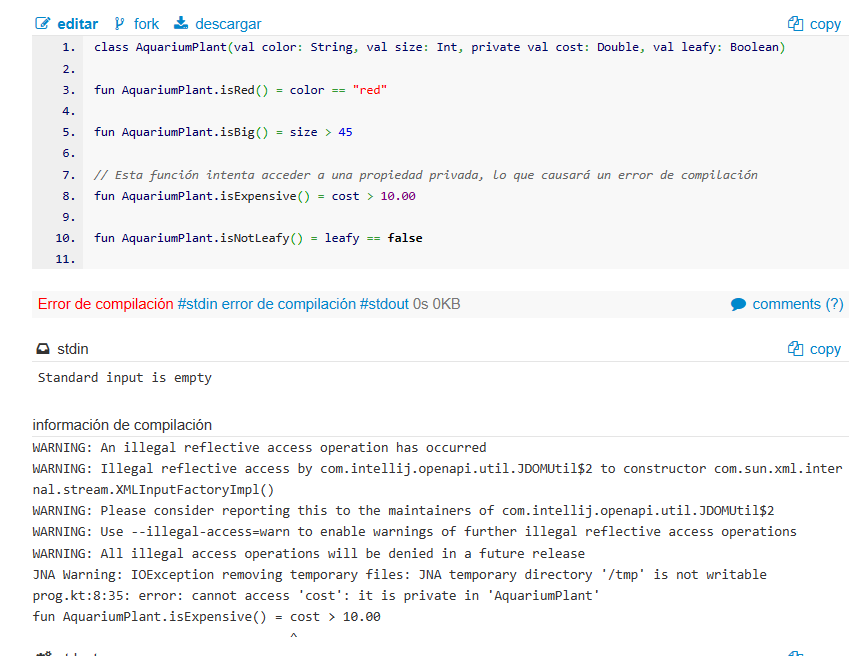 editar fork descargar copy
1. class AquariumPlant(val color: String, val size: Int, private val cost: Double, val leafy: Boolean)
2.
3. fun AquariumPlant.isRed() = color == "red"
4.
5. fun AquariumPlant.isBig() = size > 45
6.
7. // Esta función intenta acceder a una propiedad privada, lo que causará un error de compilación
8. fun AquariumPlant.isExpensive() = cost > 10.00
9.
10. fun AquariumPlant.isNotLeafy() = leafy == false
11.
Error de compilación #stdin error de compilación #stdout 0s 0KB comments (?)
stdin copy
Standard input is empty
información de compilación
WARNING: An illegal reflective access operation has occurred
WARNING: Illegal reflective access by com.intellij.openapi.util.JDOMUtil$2 to constructor com.sun.xml.inter
nal.stream.XMLInputFactoryImpl()
WARNING: Please consider reporting this to the maintainers of com.intellij.openapi.util.JDOMUtil$2
WARNING: Use --illegal-access=warn to enable warnings of further illegal reflective access operations
WARNING: All illegal access operations will be denied in a future release
JNA Warning: IOException removing temporary files: JNA temporary directory '/tmp' is not writable
prog.kt:8:35: error: cannot access 'cost': it is private in 'AquariumPlant'
fun AquariumPlant.isExpensive() = cost > 10.00
^